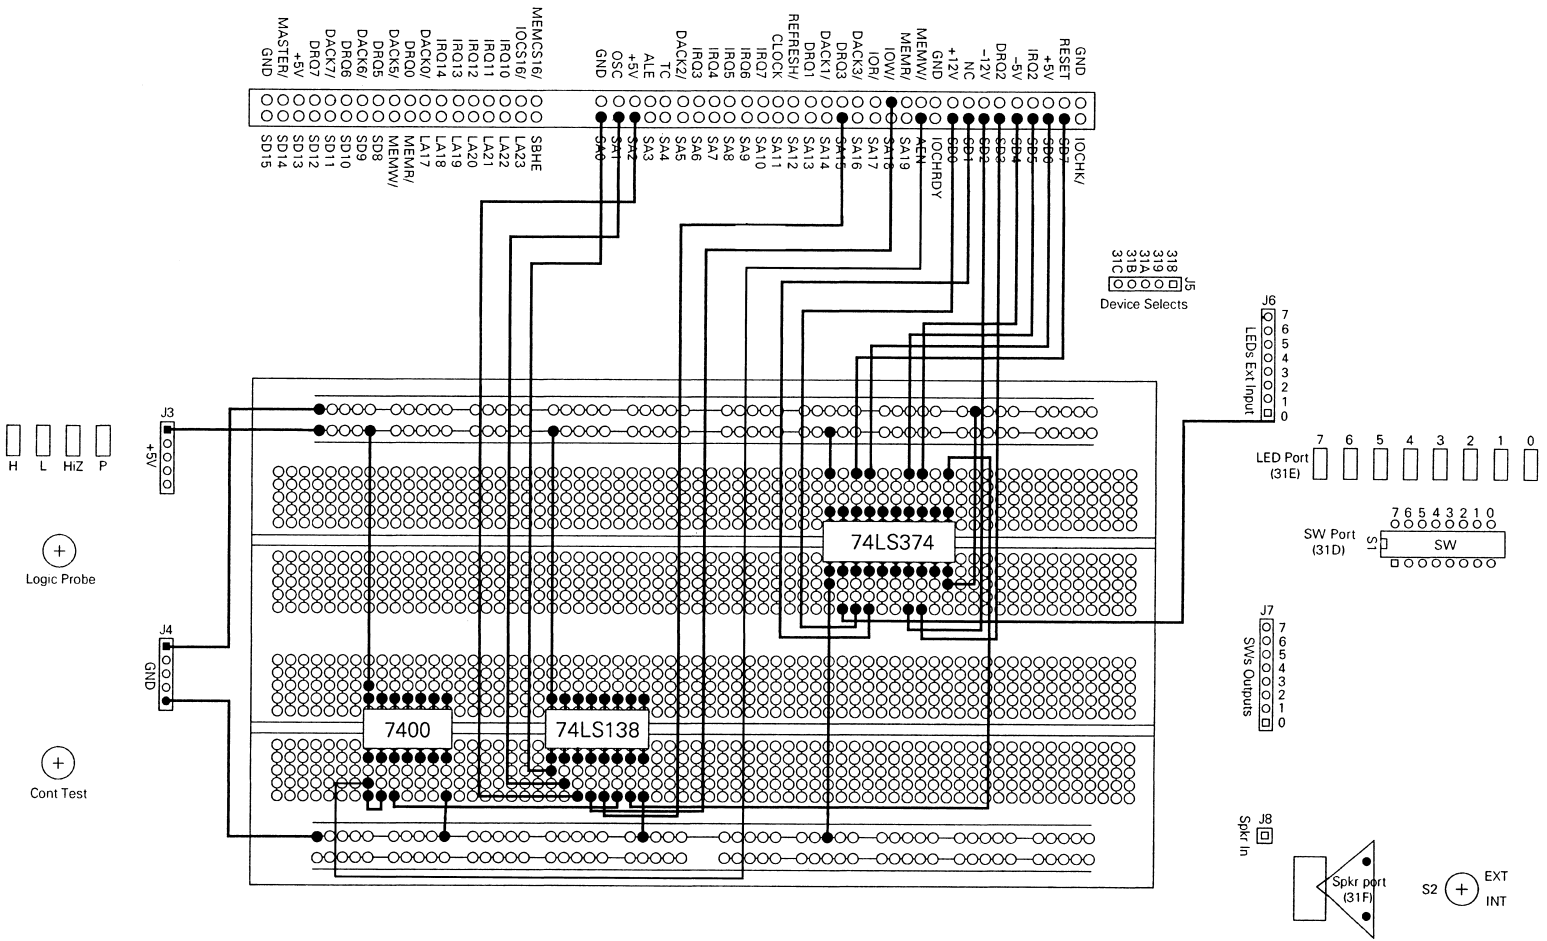 GND
MASTER/
+5V
DRQ7
DACK7/
DRQ6
DACK6/
DRQ5
DACK5/
DRQ0
DACK0/
IRQ14
IRQ13
IRQ12
IRQ11
IRQ10
IOCS16/
MEMCS16/
GND
OSC
+5V
ALE
TC
DACK2/
IRQ3
IRQ4
IRQ5
IRQ6
IRQ7
CLOCK
REFRESH/
DRQ1
DACK1/
DRQ3
DACK3/
IOR/
IOW/
MEMR/
MEMW/
GND
+12V
NC
-12V
DRQ2
-5V
IRQ2
+5V
RESET
GND
SD15
SD14
SD13
SD12
SD11
SD10
SD9
SD8
MEMW/
MEMR/
LA17
LA18
LA19
LA20
LA21
LA22
LA23
SBHE
SA0
SA1
SA2
SA3
SA4
SA5
SA6
SA7
SA8
SA9
SA10
SA11
SA12
SA13
SA14
SA15
SA16
SA17
SA18
SA19
AEN
IOCHRDY
SD0
SD1
SD2
SD3
SD4
SD5
SD6
SD7
IOCHK/
31C
31B
31A
319
318
J5
Device Selects
J6
LEDs Ext Input
7
6
5
4
3
2
1
0
J3
+5V
H L HiZ P
7 6 5 4 3 2 1 0
LED Port
(31E)
7 6 5 4 3 2 1 0
SW Port
(31D)
S1
SW
74LS374
Logic Probe
J4
GND
J7
SWs Outputs
7
6
5
4
3
2
1
0
7400
74LS138
Cont Test
J8
Spkr In
Spkr port
(31F)
S2
EXT
INT